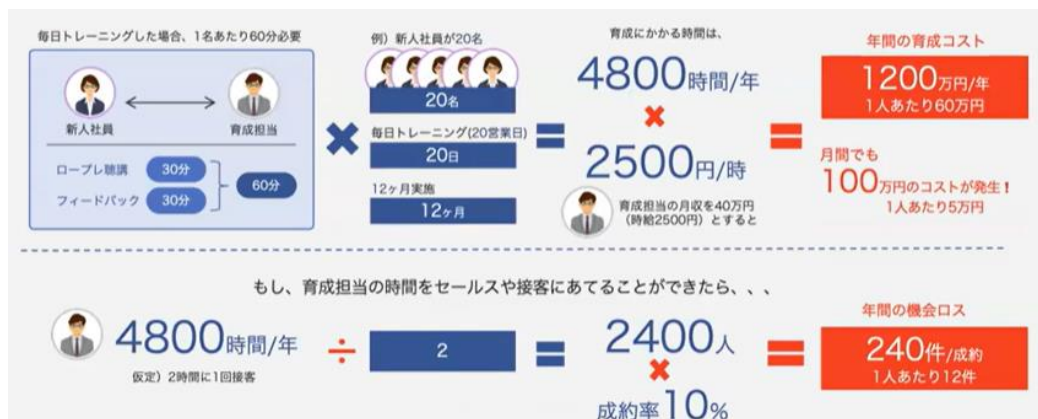 毎日トレーニングした場合、1名あたり60分必要
新人社員
育成担当
ロープレ聴講
30分
フィードバック
30分
60分
×
例）新人社員が20名
20名
毎日トレーニング(20営業日)
20日
12ヶ月実施
12ヶ月
=
育成にかかる時間は、
4800時間/年
×
2500円/時
育成担当の月収を40万円
（時給2500円）とすると
=
年間の育成コスト
1200万円/年
1人あたり60万円
月間でも
100万円のコストが発生！
1人あたり5万円
もし、育成担当の時間をセールスや接客にあてることができたら、、、
4800時間/年
仮定）2時間に1回接客
÷
2
=
2400人
×
成約率10%
=
年間の機会ロス
240件/成約
1人あたり12件